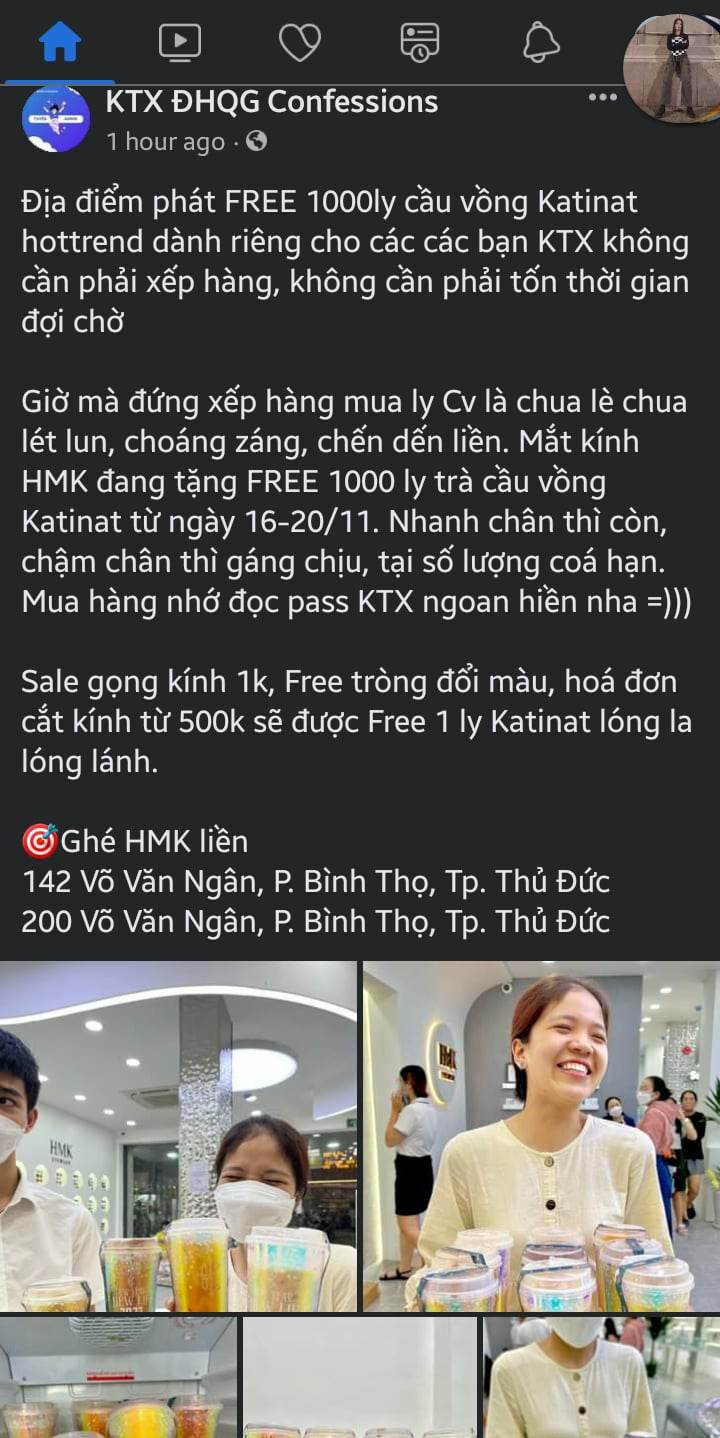 KTX ĐHQG Confessions
1 hour ago
Địa điểm phát FREE 1000ly cầu vồng Katinat
hottrend dành riêng cho các các bạn KTX không
cần phải xếp hàng, không cần phải tốn thời gian
đợi chờ
Giờ mà đứng xếp hàng mua ly Cv là chua lè chua
lét lun, choáng záng, chến dến liền. Mắt kính
HMK đang tặng FREE 1000 ly trà cầu vồng
Katinat từ ngày 16-20/11. Nhanh chân thì còn,
chậm chân thì gáng chịu, tại số lượng coá hạn.
Mua hàng nhớ đọc pass KTX ngoan hiền nha =)))
Sale gọng kính 1k, Free tròng đổi màu, hoá đơn
cắt kính từ 500k sẽ được Free 1 ly Katinat lóng la
lóng lánh.
🎯Ghé HMK liền
142 Võ Văn Ngân, P. Bình Thọ, Tp. Thủ Đức
200 Võ Văn Ngân, P. Bình Thọ, Tp. Thủ Đức
HMK
HMK